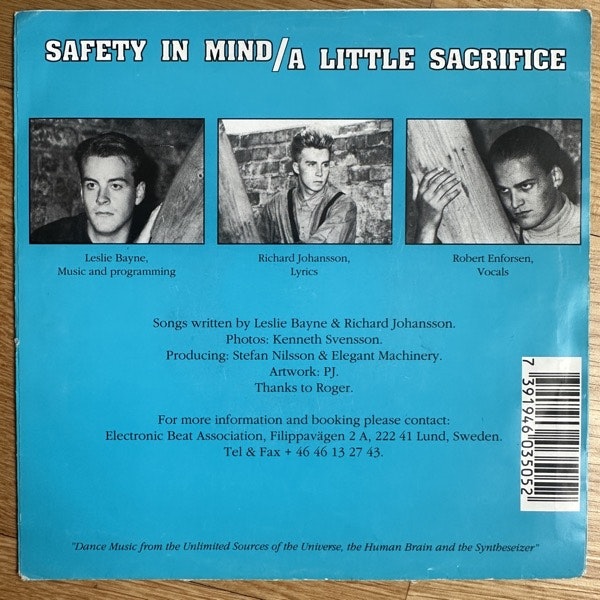 SAFETY IN MIND/A LITTLE SACRIFICE
Leslie Bayne,
Music and programming
Richard Johansson,
Lyrics
Robert Enforsen,
Vocals
Songs written by Leslie Bayne & Richard Johansson.
Photos: Kenneth Svensson.
Producing: Stefan Nilsson & Elegant Machinery.
Artwork: PJ.
Thanks to Roger.
For more information and booking please contact:
Electronic Beat Association, Filippavägen 2 A, 222 41 Lund, Sweden.
Tel & Fax + 46 46 13 27 43.
7 391946 035052
"Dance Music from the Unlimited Sources of the Universe, the Human Brain and the Syntheseizer"